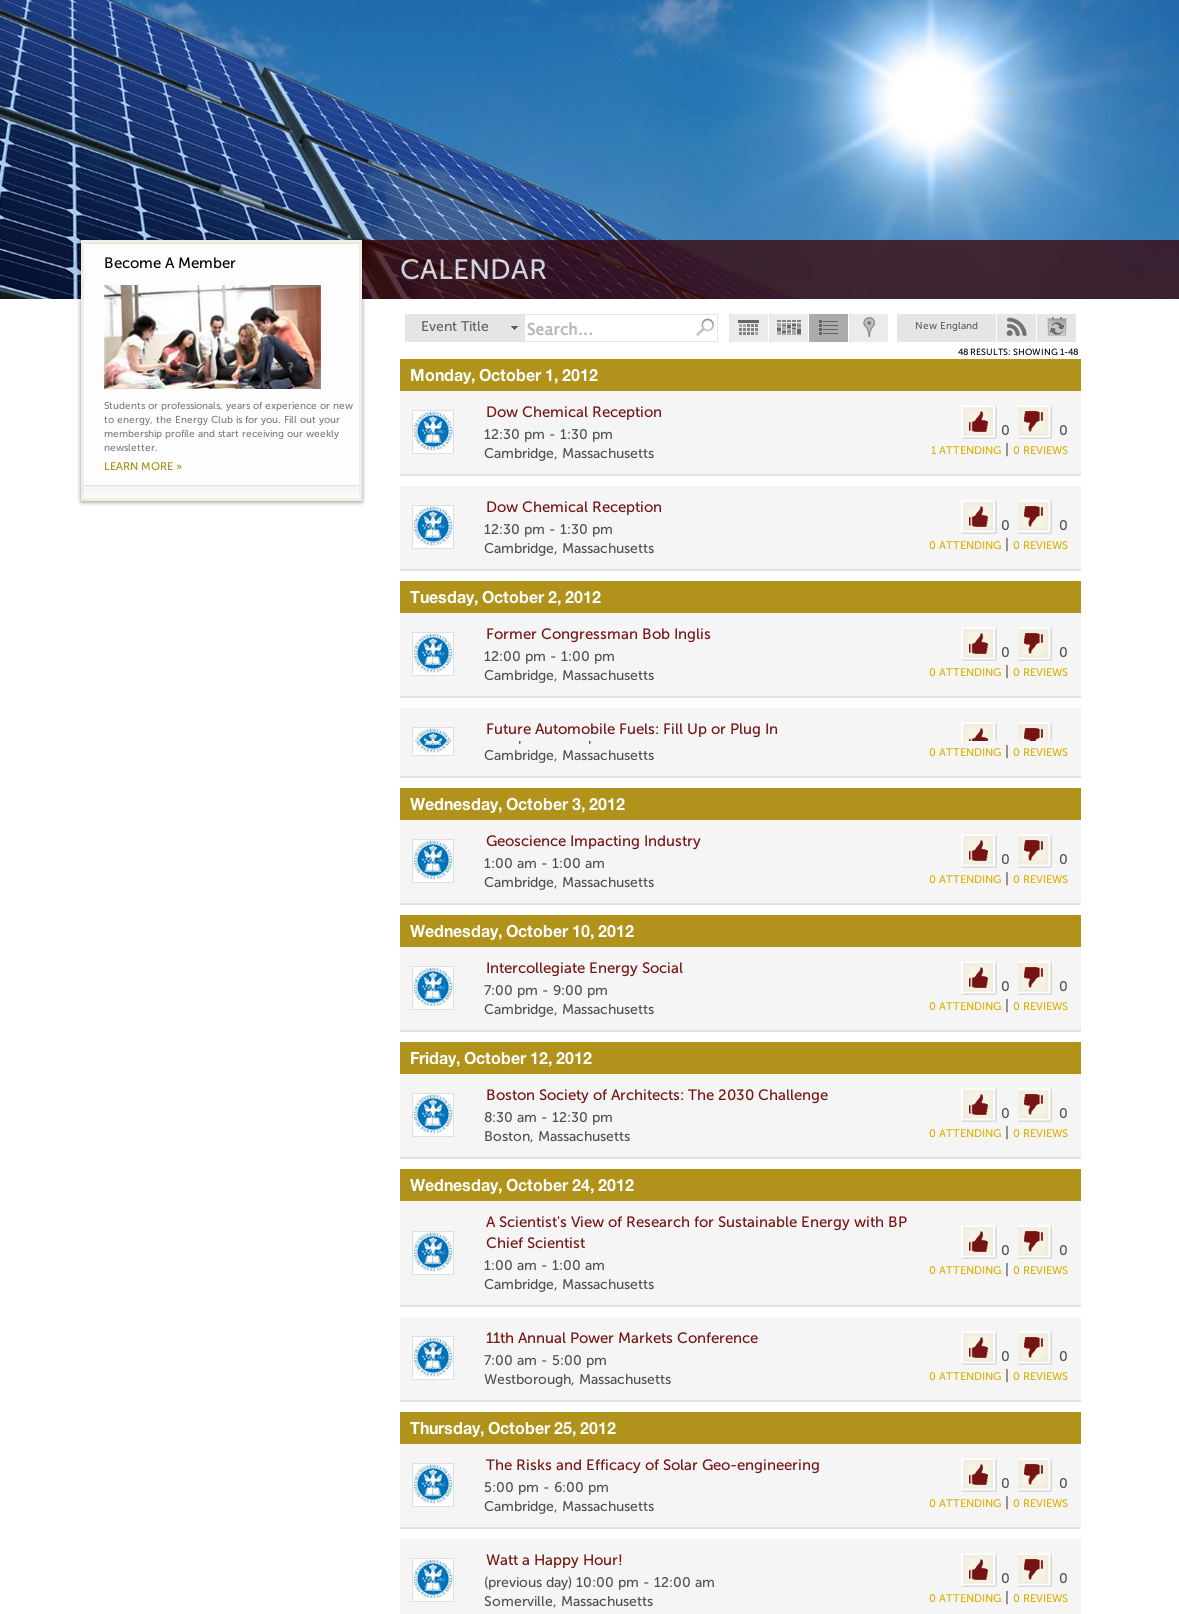 CALENDAR
Become A Member
Students or professionals, years of experience or new
to energy, the Energy Club is for you. Fill out your
membership profile and start receiving our weekly
newsletter.
LEARN MORE »
Event Title
Search...
New England
48 RESULTS: SHOWING 1-48
Monday, October 1, 2012
Dow Chemical Reception
12:30 pm - 1:30 pm
Cambridge, Massachusetts
0 0
1 ATTENDING | 0 REVIEWS
Dow Chemical Reception
12:30 pm - 1:30 pm
Cambridge, Massachusetts
0 0
0 ATTENDING | 0 REVIEWS
Tuesday, October 2, 2012
Former Congressman Bob Inglis
12:00 pm - 1:00 pm
Cambridge, Massachusetts
0 0
0 ATTENDING | 0 REVIEWS
Future Automobile Fuels: Fill Up or Plug In
Cambridge, Massachusetts
0 ATTENDING | 0 REVIEWS
Wednesday, October 3, 2012
Geoscience Impacting Industry
1:00 am - 1:00 am
Cambridge, Massachusetts
0 0
0 ATTENDING | 0 REVIEWS
Wednesday, October 10, 2012
Intercollegiate Energy Social
7:00 pm - 9:00 pm
Cambridge, Massachusetts
0 0
0 ATTENDING | 0 REVIEWS
Friday, October 12, 2012
Boston Society of Architects: The 2030 Challenge
8:30 am - 12:30 pm
Boston, Massachusetts
0 0
0 ATTENDING | 0 REVIEWS
Wednesday, October 24, 2012
A Scientist's View of Research for Sustainable Energy with BP
Chief Scientist
1:00 am - 1:00 am
Cambridge, Massachusetts
0 0
0 ATTENDING | 0 REVIEWS
11th Annual Power Markets Conference
7:00 am - 5:00 pm
Westborough, Massachusetts
0 0
0 ATTENDING | 0 REVIEWS
Thursday, October 25, 2012
The Risks and Efficacy of Solar Geo-engineering
5:00 pm - 6:00 pm
Cambridge, Massachusetts
0 0
0 ATTENDING | 0 REVIEWS
Watt a Happy Hour!
(previous day) 10:00 pm - 12:00 am
Somerville, Massachusetts
0 0
0 ATTENDING | 0 REVIEWS